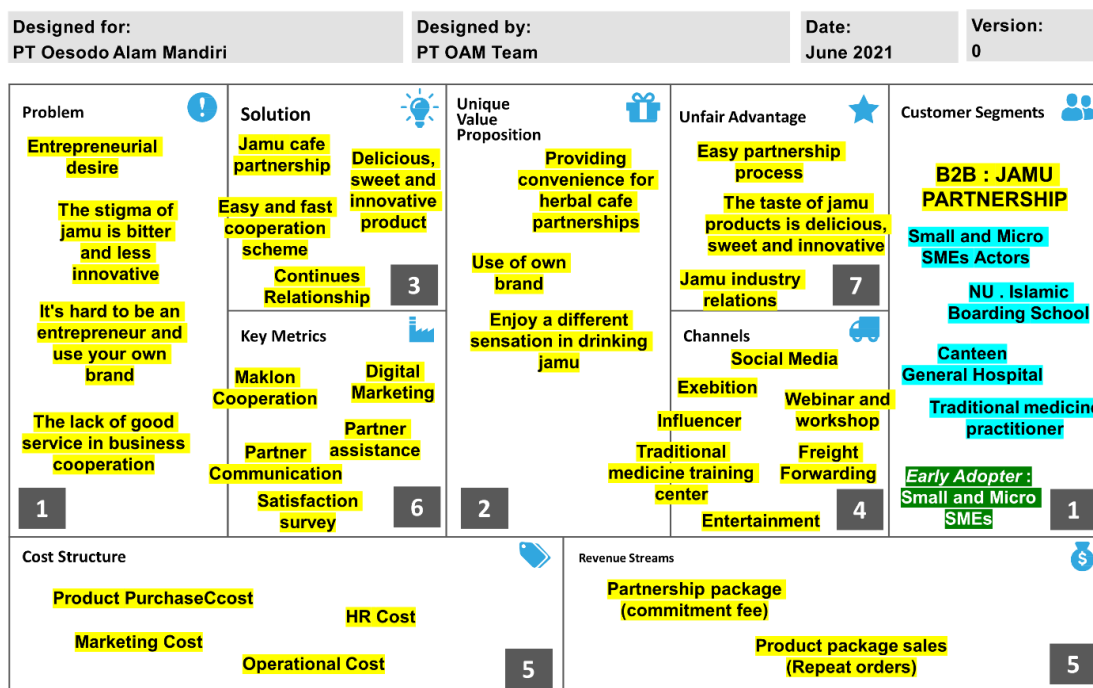 Designed for:
PT Oesodo Alam Mandiri
Designed by:
PT OAM Team
Date:
June 2021
Version:
0
Problem
Entrepreneurial
desire
The stigma of
jamu is bitter
and less
innovative
It's hard to be an
entrepreneur and
use your own
brand
The lack of good
service in business
cooperation
1
Solution
Jamu cafe
partnership
Delicious,
sweet and
innovative
product
Easy and fast
cooperation
scheme
Continues
Relationship
3
Key Metrics
Maklon
Cooperation
Digital
Marketing
Partner
assistance
Partner
Communication
Satisfaction
survey
6
Unique
Value
Proposition
Providing
convenience for
herbal cafe
partnerships
Use of own
brand
Enjoy a different
sensation in drinking
jamu
2
Unfair Advantage
Easy partnership
process
The taste of jamu
products is delicious,
sweet and innovative
Jamu industry
relations
7
Channels
Social Media
Exebition
Webinar and
workshop
Influencer
Traditional
medicine training
center
Freight
Forwarding
Entertainment
4
Customer Segments
B2B : JAMU
PARTNERSHIP
Small and Micro
SMEs Actors
NU . Islamic
Boarding School
Canteen
General Hospital
Traditional medicine
practitioner
Early Adopter :
Small and Micro
SMEs
1
Cost Structure
Product PurchaseCcost
HR Cost
Marketing Cost
Operational Cost
5
Revenue Streams
$
Partnership package
(commitment fee)
Product package sales
(Repeat orders)
5